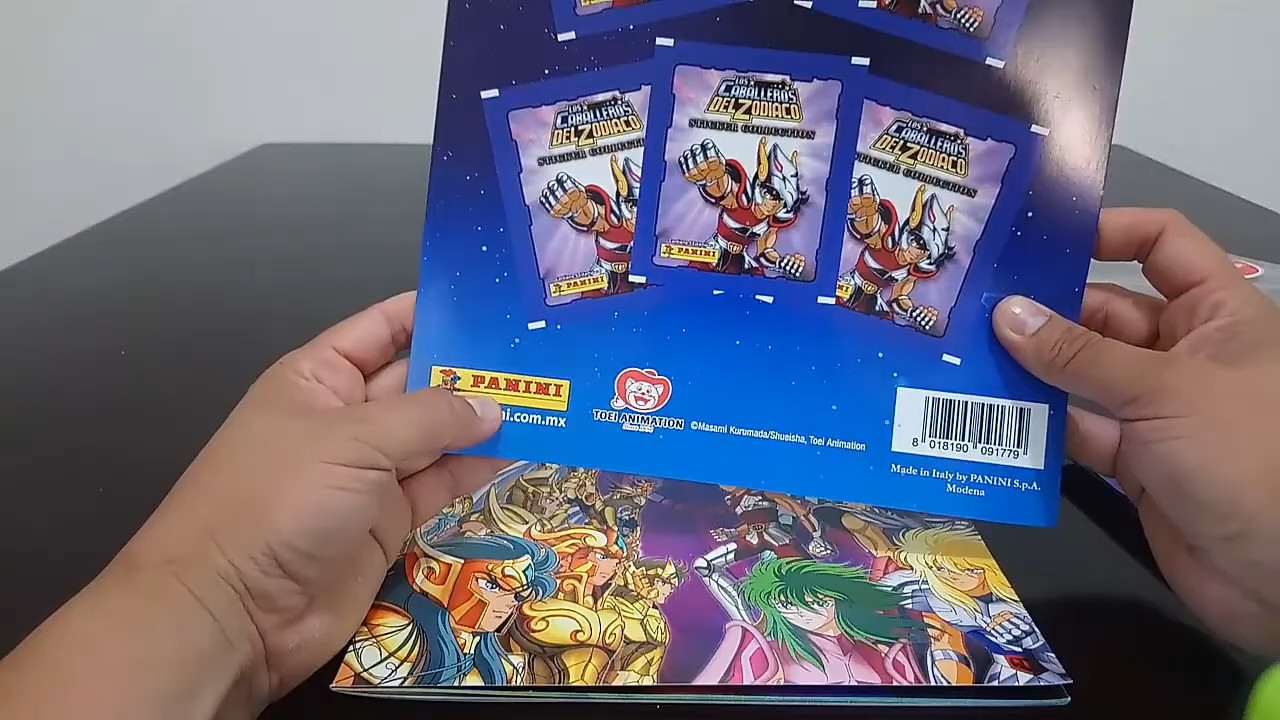 LOS
CABALLEROS
DEL ZODIACO
STICKER COLLECTI
PANINI
LOS
CABALLEROS
DEL ZODIACO
STICKER COLLECTION
PANINI
LOS
CABALLEROS
DEL ZODIACO
STICKER COLLECTION
PANINI
ni.com.mx
TOEI ANIMATION
©Masami Kurumada/Shueisha, Toei Animation
8 018190 091779
Made in Italy by PANINI S.p.A.
Modena